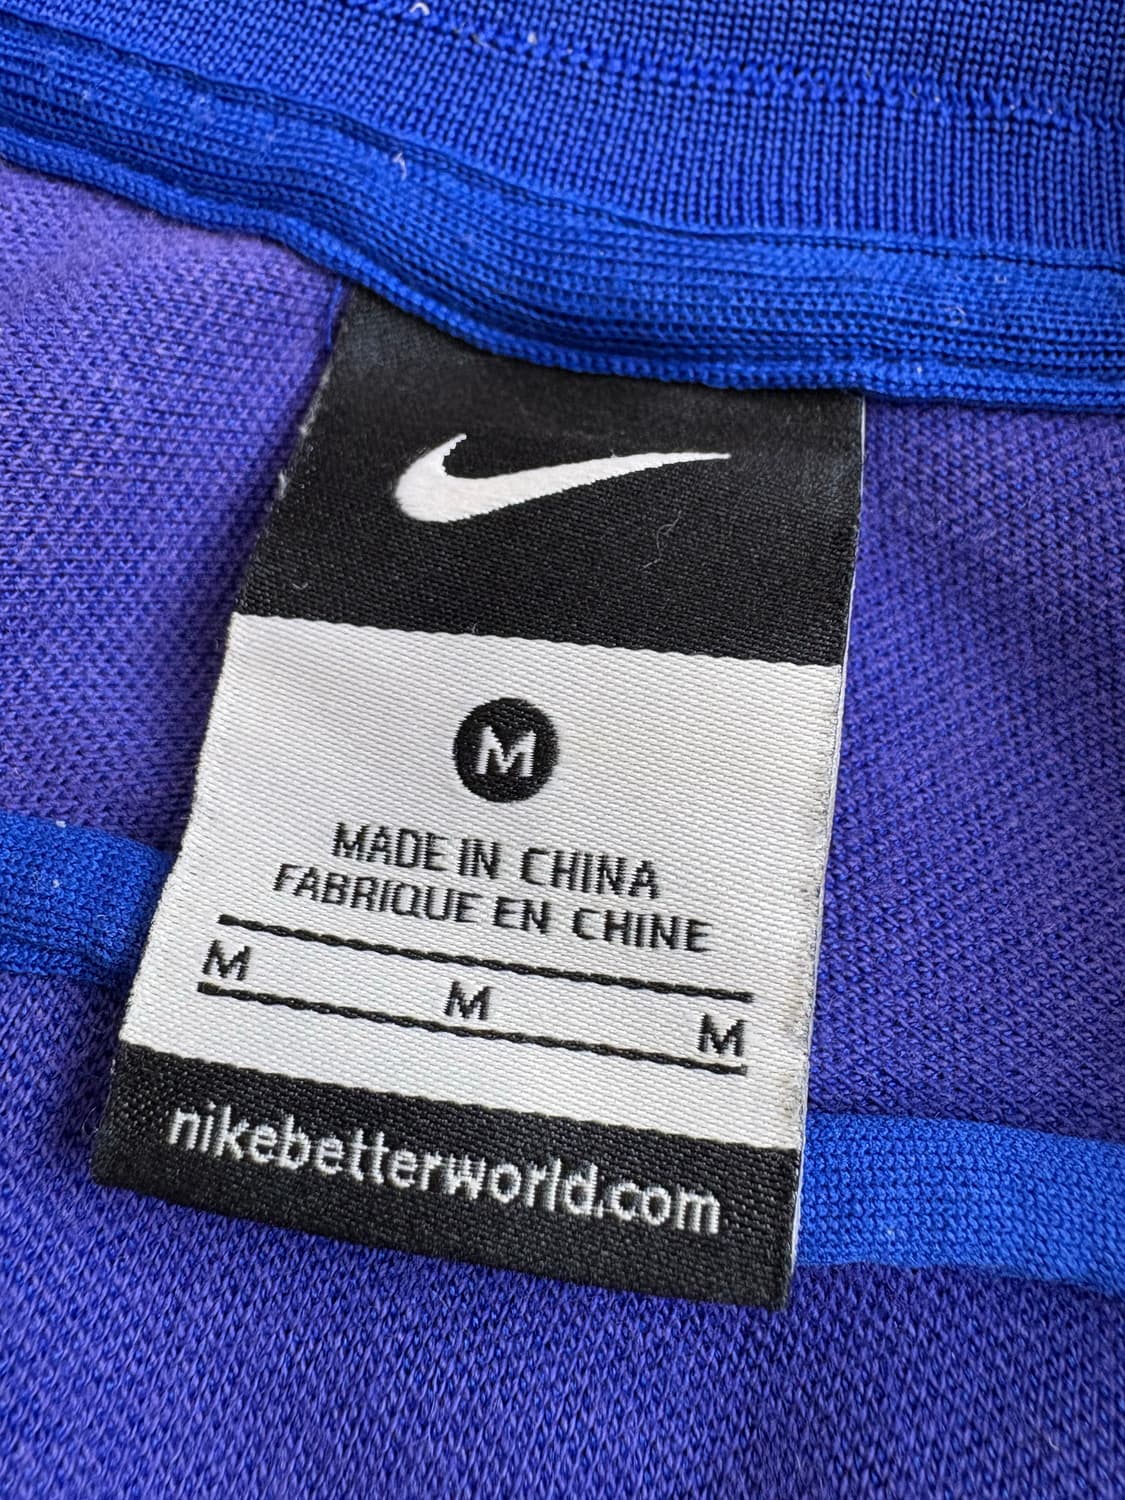 M
MADE IN CHINA
FABRIQUE EN CHINE
M M M
nikebetterworld.com